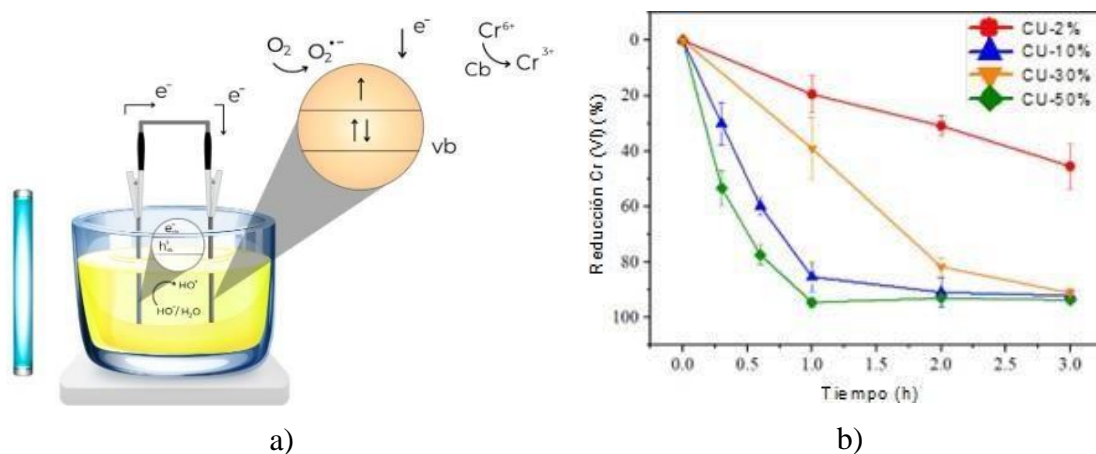 O₂
O₂•⁻
e⁻
Cr⁶⁺
Cb
Cr³⁺
e⁻
e⁻
vb
HO•
HO⁻/H₂O
a)
CU-2%
CU-10%
CU-30%
CU-50%
Reducción Cr (VI) (%)
0
20
40
60
80
100
0.0
0.5
1.0
1.5
2.0
2.5
3.0
Tiempo (h)
b)